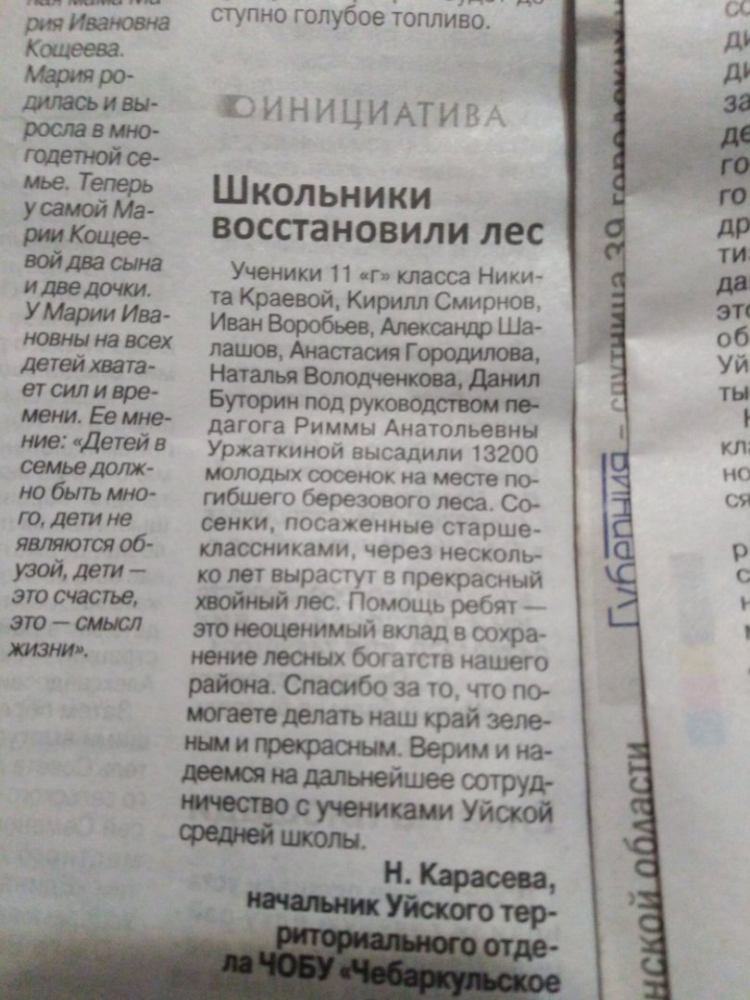 рия Ивановна
Кощеева.
Мария ро-
дилась и вы-
росла в мно-
годетной се-
мье. Теперь
у самой Ма-
рии Кощее-
вой два сына
и две дочки.
У Марии Ива-
новны на всех
детей хвата-
ет сил и вре-
мени. Ее мне-
ние: «Детей в
семье долж-
но быть мно-
го, дети не
являются об-
узой, дети —
это счастье,
это — смысл
жизни».
ступно голубое топливо.
ИНИЦИАТИВА
Школьники
восстановили лес
Ученики 11 «г» класса Ники-
та Краевой, Кирилл Смирнов,
Иван Воробьев, Александр Ша-
лашов, Анастасия Городилова,
Наталья Володченкова, Данил
Буторин под руководством пе-
дагога Риммы Анатольевны
Уржаткиной высадили 13200
молодых сосенок на месте по-
гибшего березового леса. Со-
сенки, посаженные старше-
классниками, через несколь-
ко лет вырастут в прекрасный
хвойный лес. Помощь ребят —
это неоценимый вклад в сохра-
нение лесных богатств нашего
района. Спасибо за то, что по-
могаете делать наш край зеле-
ным и прекрасным. Верим и на-
деемся на дальнейшее сотруд-
ничество с учениками Уйской
средней школы.
Н. Карасева,
начальник Уйского тер-
риториального отде-
ла ЧОБУ «Чебаркульское
Губерния – спутница 39 городских
нской области